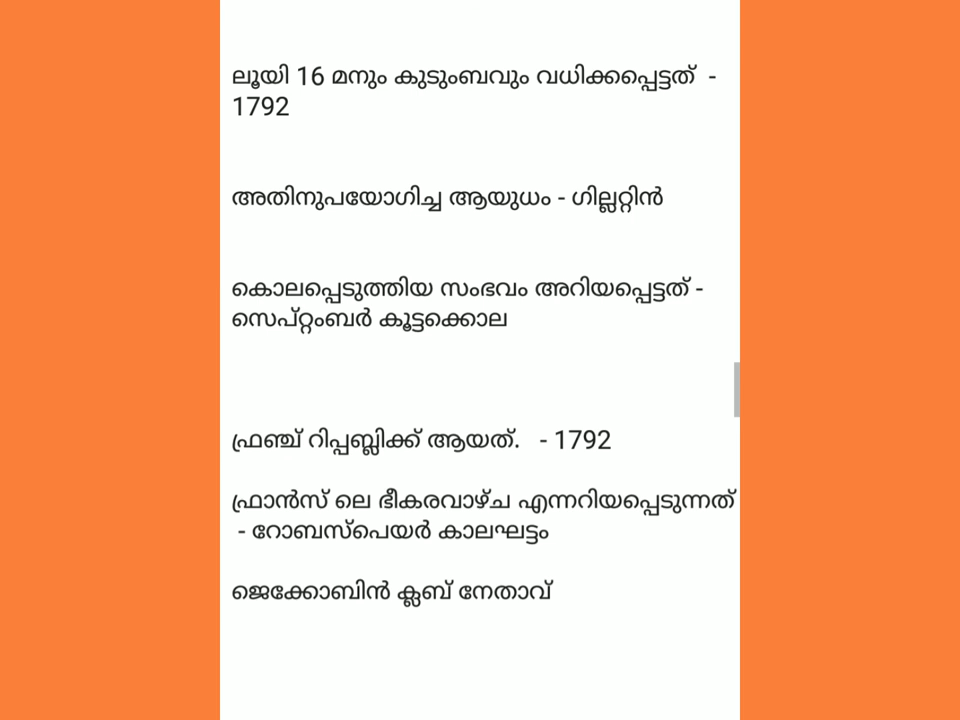 ലൂയി 16 മനും കുടുംബവും വധിക്കപ്പെട്ടത്  -
1792
അതിനുപയോഗിച്ച ആയുധം - ഗില്ലറ്റിൻ
കൊലപ്പെടുത്തിയ സംഭവം അറിയപ്പെട്ടത് -
സെപ്റ്റംബർ കൂട്ടക്കൊല
ഫ്രഞ്ച് റിപ്പബ്ലിക്ക് ആയത്.   - 1792
ഫ്രാൻസ് ലെ ഭീകരവാഴ്ച എന്നറിയപ്പെടുന്നത്
- റോബസ്പെയർ കാലഘട്ടം
ജെക്കോബിൻ ക്ലബ് നേതാവ്